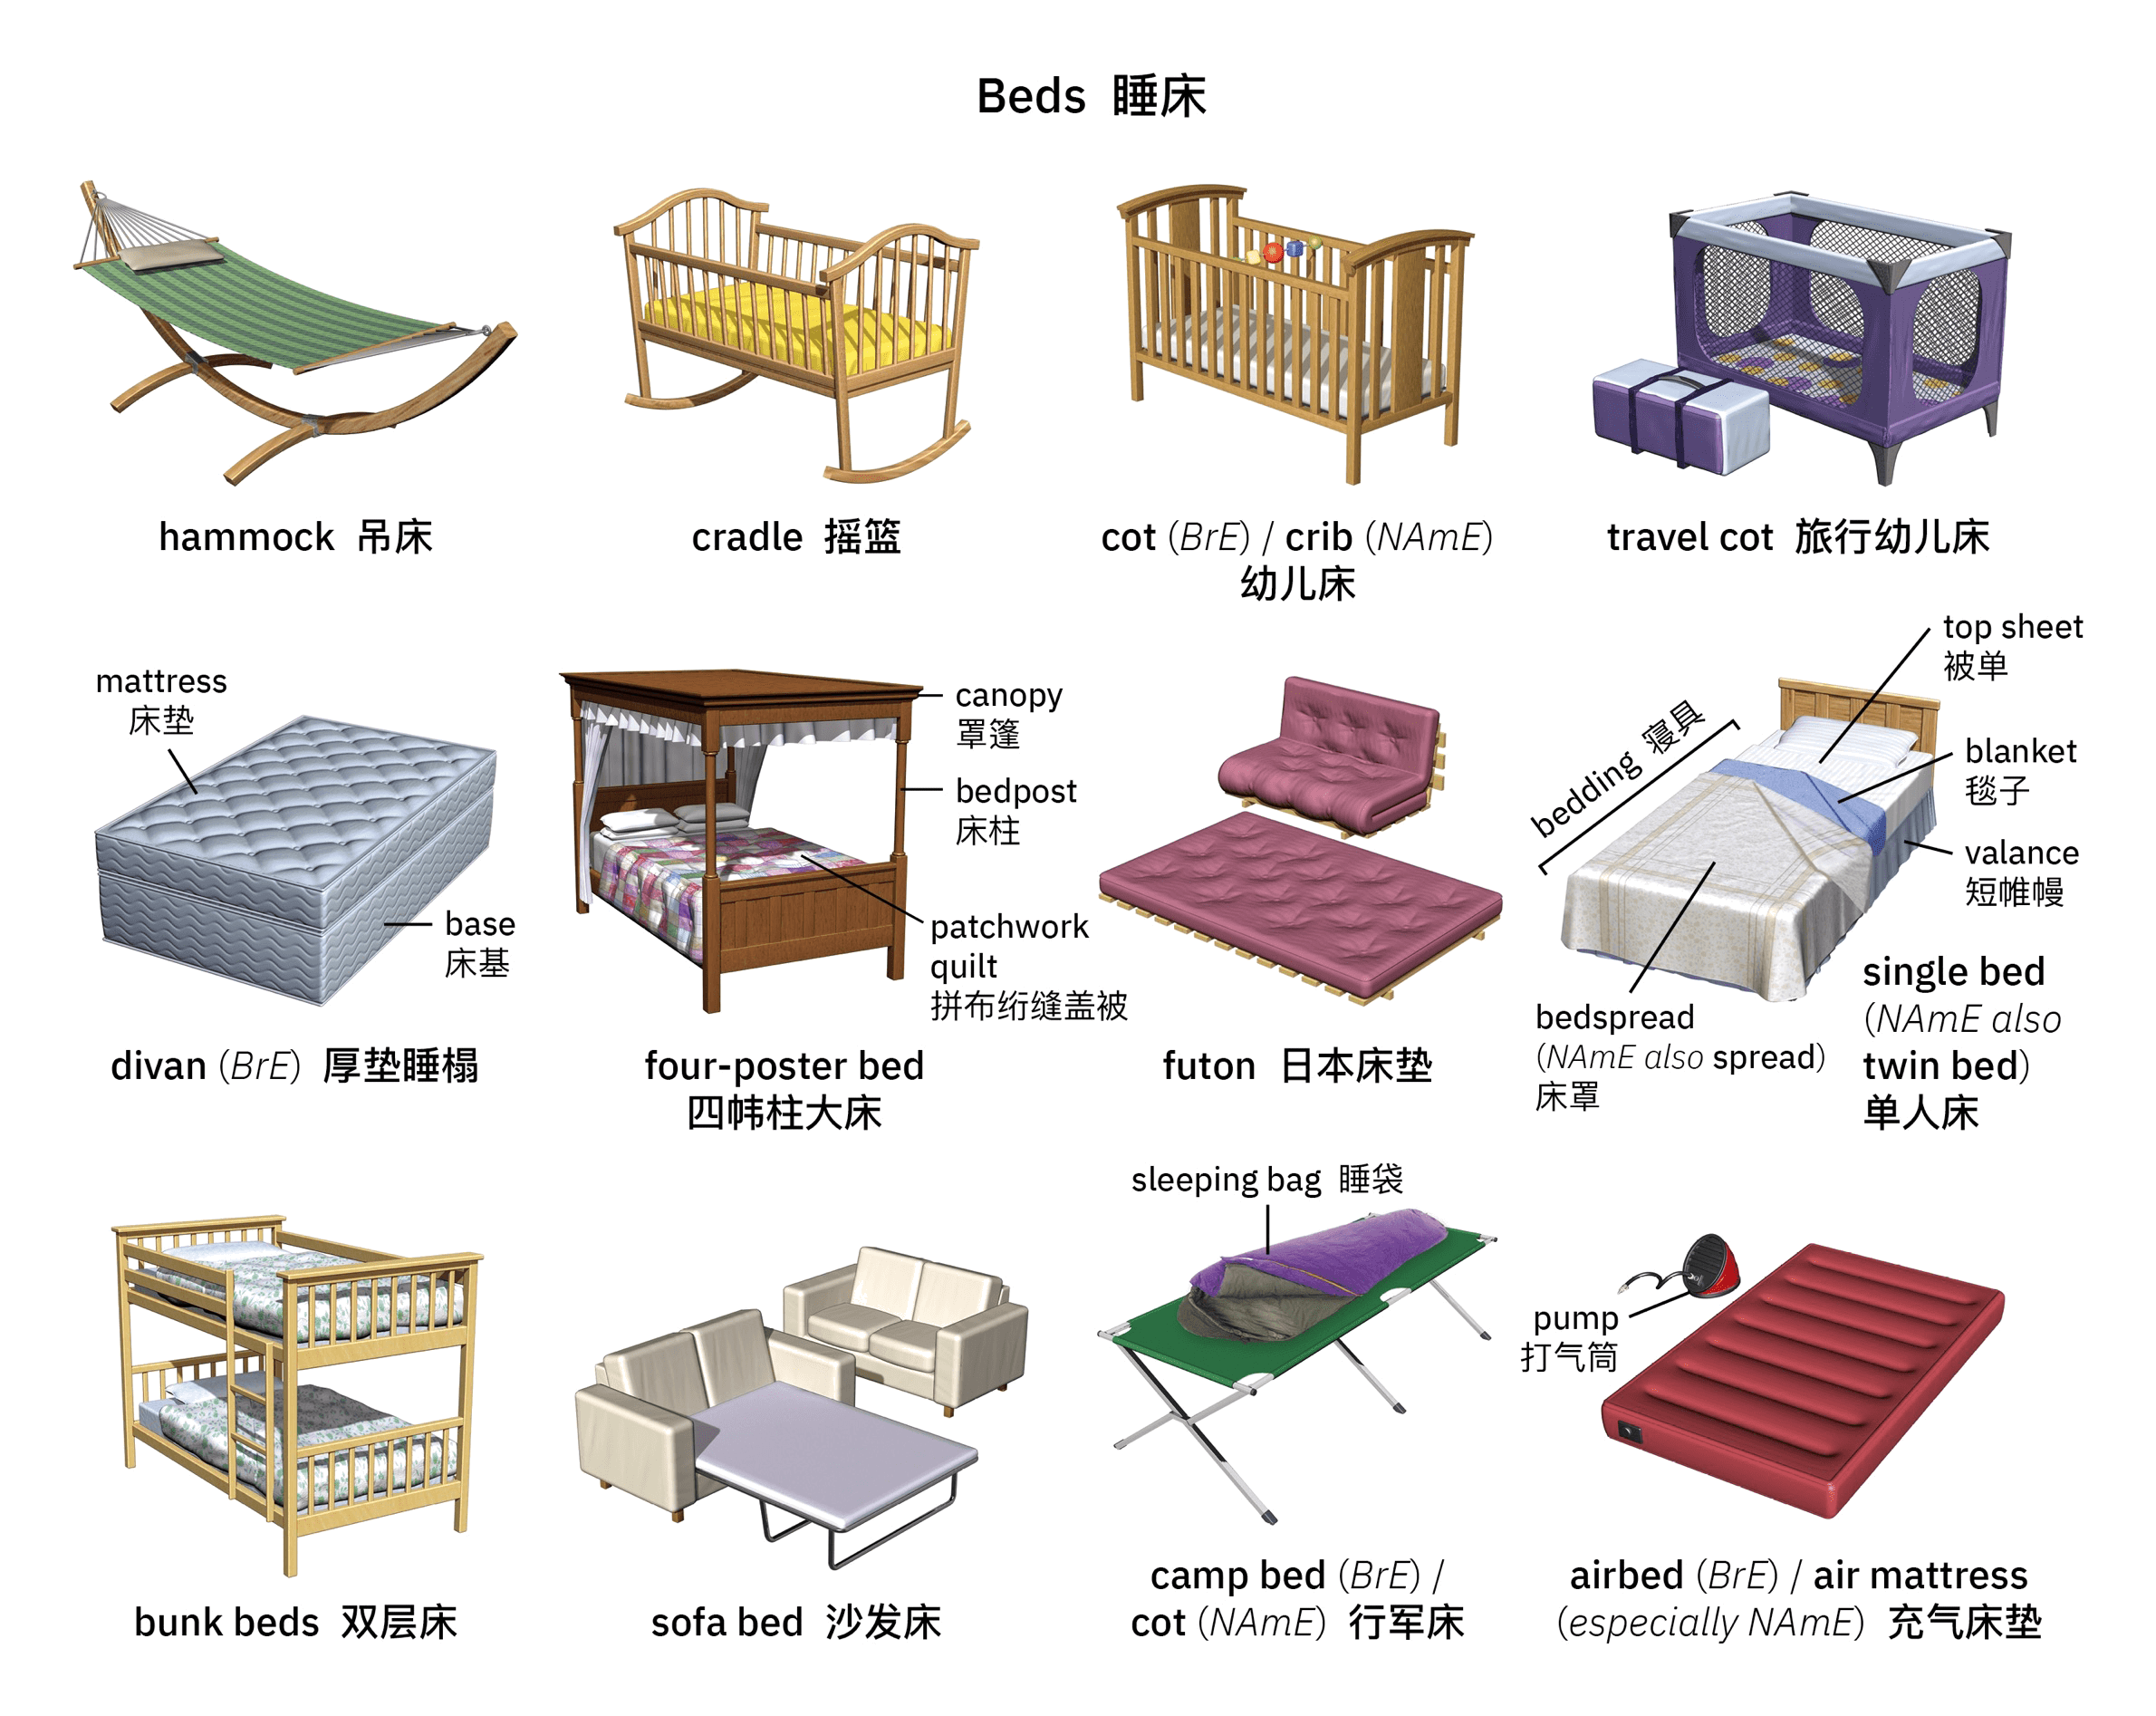 Beds 睡床
hammock 吊床
cradle 摇篮
cot (BrE) / crib (NAmE)
幼儿床
travel cot 旅行幼儿床
mattress
床垫
base
床基
divan (BrE) 厚垫睡榻
canopy
罩篷
bedpost
床柱
patchwork
quilt
拼布绗缝盖被
four-poster bed
四帏柱大床
futon 日本床垫
top sheet
被单
bedding 寝具
blanket
毯子
valance
短帷幔
bedspread
(NAmE also spread)
床罩
single bed
(NAmE also
twin bed)
单人床
bunk beds 双层床
sofa bed 沙发床
sleeping bag 睡袋
camp bed (BrE) /
cot (NAmE) 行军床
pump
打气筒
airbed (BrE) / air mattress
(especially NAmE) 充气床垫